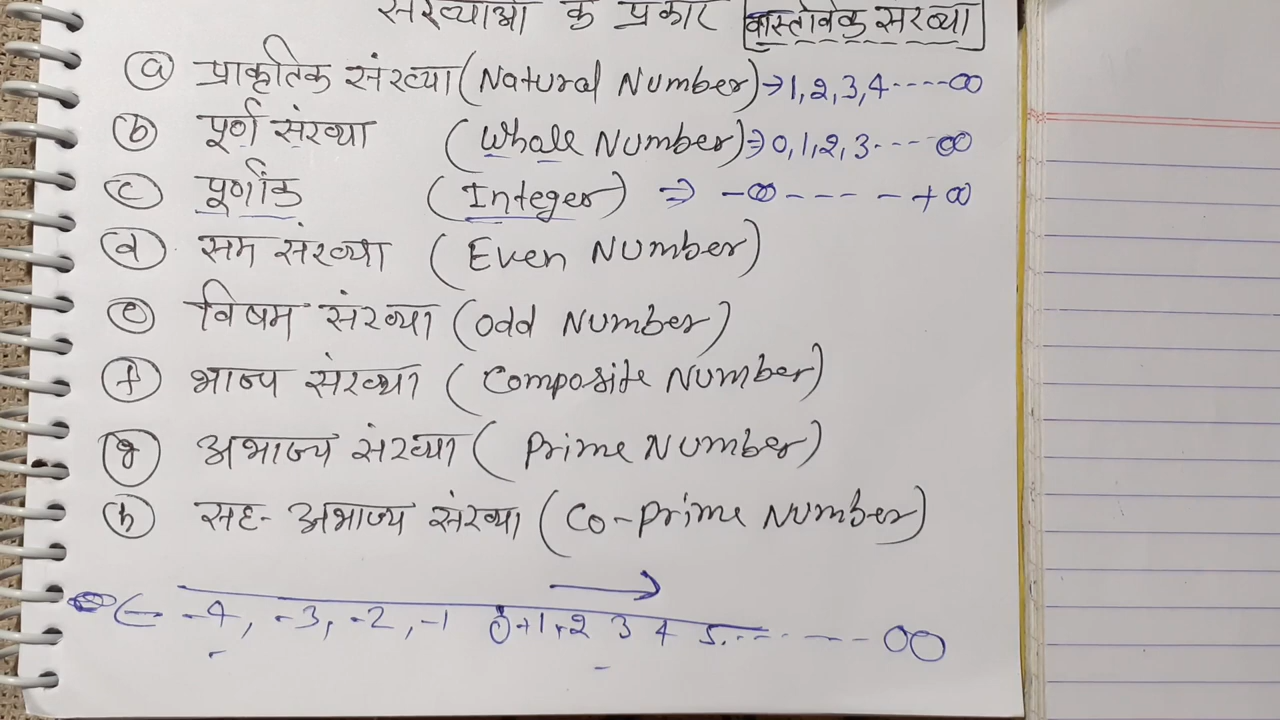 संख्याओं के प्रकार वास्तविक संख्या
(a) प्राकृतिक संख्या (Natural Number) → 1, 2, 3, 4 ---- ∞
(b) पूर्ण संख्या (Whole Number) ⇒ 0, 1, 2, 3 --- ∞
(c) पूर्णांक (Integer) ⇒ -∞ ---- - +∞
(d) सम संख्या (Even Number)
(e) विषम संख्या (Odd Number)
(f) भाज्य संख्या (Composite Number)
(g) अभाज्य संख्या (Prime Number)
(h) सह-अभाज्य संख्या (Co-Prime Number)
← -4, -3, -2, -1 0 +1, +2 3 4 5 ------- ∞